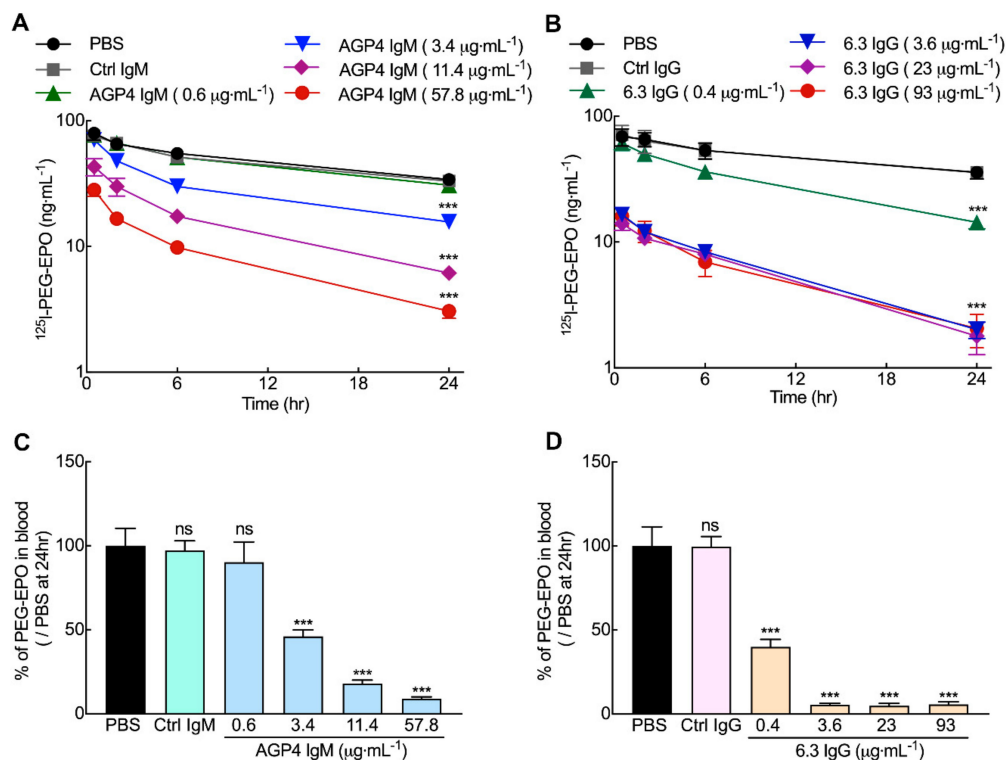 A
PBS
Ctrl IgM
AGP4 IgM ( 0.6 µg·mL⁻¹)
AGP4 IgM ( 3.4 µg·mL⁻¹)
AGP4 IgM ( 11.4 µg·mL⁻¹)
AGP4 IgM ( 57.8 µg·mL⁻¹)
¹²⁵I-PEG-EPO (ng·mL⁻¹)
100
10
1
***
***
***
0 6 12 18 24
Time (hr)
B
PBS
Ctrl IgG
6.3 IgG ( 0.4 µg·mL⁻¹)
6.3 IgG ( 3.6 µg·mL⁻¹)
6.3 IgG ( 23 µg·mL⁻¹)
6.3 IgG ( 93 µg·mL⁻¹)
¹²⁵I-PEG-EPO (ng·mL⁻¹)
100
10
1
***
***
0 6 12 18 24
Time (hr)
C
% of PEG-EPO in blood
( / PBS at 24hr)
150
100
50
0
ns ns
***
***
***
PBS Ctrl IgM 0.6 3.4 11.4 57.8
AGP4 IgM (µg·mL⁻¹)
D
% of PEG-EPO in blood
( / PBS at 24hr)
150
100
50
0
ns
***
*** *** ***
PBS Ctrl IgG 0.4 3.6 23 93
6.3 IgG (µg·mL⁻¹)